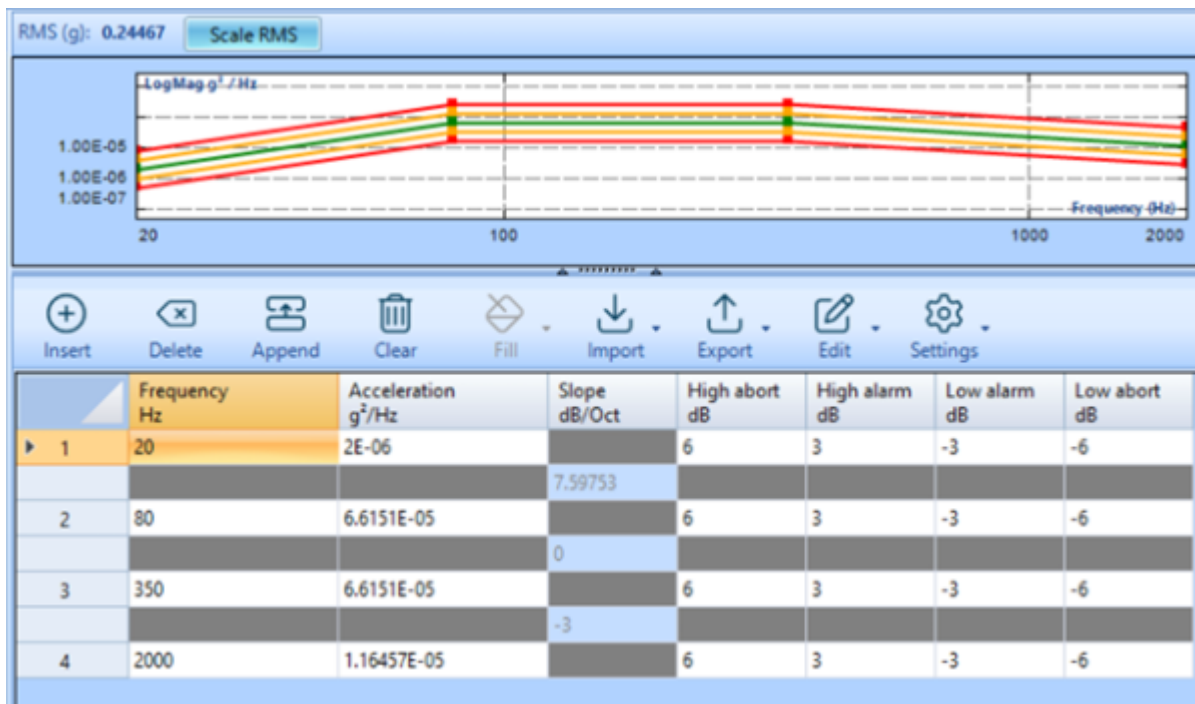 RMS (g): 0.24467 Scale RMS
LogMag g² / Hz
1.00E-05
1.00E-06
1.00E-07
Frequency (Hz)
20 100 1000 2000
Insert Delete Append Clear Fill Import Export Edit Settings
Frequency Acceleration Slope High abort High alarm Low alarm Low abort
Hz g²/Hz dB/Oct dB dB dB dB
1 20 2E-06 6 3 -3 -6
7.59753
2 80 6.6151E-05 6 3 -3 -6
0
3 350 6.6151E-05 6 3 -3 -6
-3
4 2000 1.16457E-05 6 3 -3 -6